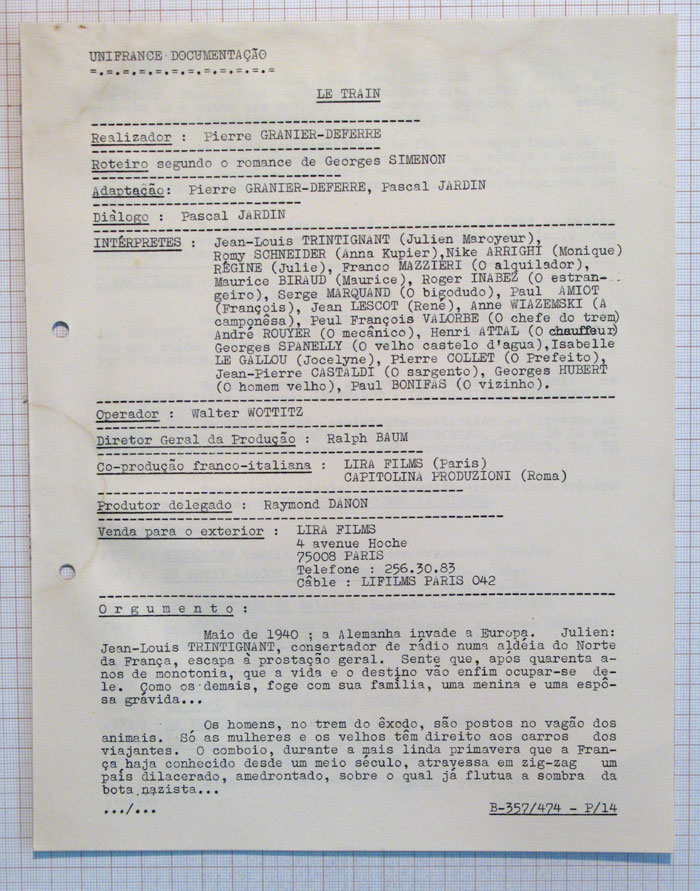 UNIFRANCE DOCUMENTAÇÃO
=.=.=.=.=.=.=.=.=.=.=.=
LE TRAIN
Realizador : Pierre GRANIER-DEFERRE
Roteiro segundo o romance de Georges SIMENON
Adaptação: Pierre GRANIER-DEFERRE, Pascal JARDIN
Diálogo : Pascal JARDIN
INTÉRPRETES : Jean-Louis TRINTIGNANT (Julien Maroyeur),
Romy SCHNEIDER (Anna Kupier),Nike ARRIGHI (Monique)
RÉGINE (Julie), Franco MAZZIERI (O alquilador),
Maurice BIRAUD (Maurice), Roger INABEZ (O estran-
geiro), Serge MARQUAND (O bigodudo), Paul AMIOT
(François), Jean LESCOT (René), Anne WIAZEMSKI (A
camponêsa), Peul François VALORBE (O chefe do trem)
André ROUYER (O mecânico), Henri ATTAL (O chauffeur)
Georges SPANELLY (O velho castelo d'agua),Isabelle
LE GALLOU (Jocelyne), Pierre COLLET (O Prefeito),
Jean-Pierre CASTALDI (O sargento), Georges HUBERT
(O homem velho), Paul BONIFAS (O vizinho).
Operador : Walter WOTTITZ
Diretor Geral da Produção : Ralph BAUM
Co-produção franco-italiana : LIRA FILMS (Paris)
CAPITOLINA PRODUZIONI (Roma)
Produtor delegado : Raymond DANON
Venda para o exterior : LIRA FILMS
4 avenue Hoche
75008 PARIS
Telefone : 256.30.83
Câble : LIFILMS PARIS 042
O r g u m e n t o :
Maio de 1940 ; a Alemanha invade a Europa. Julien:
Jean-Louis TRINTIGNANT, consertador de rádio numa aldéia do Norte
da França, escapa à prostação geral. Sente que, após quarenta a-
nos de monotonia, que a vida e o destino vão enfim ocupar-se de-
le. Como os demais, foge com sua família, uma menina e uma espô-
sa grávida...
Os homens, no trem do êxodo, são postos no vagão dos
animais. Só as mulheres e os velhos têm direito aos carros dos
viajantes. O comboio, durante a mais linda primavera que a Fran-
ça haja conhecido desde um meio século, atravessa em zig-zag um
país dilacerado, amedrontado, sobre o qual já flutua a sombra da
bota nazista...
.../... B-357/474 - P/14